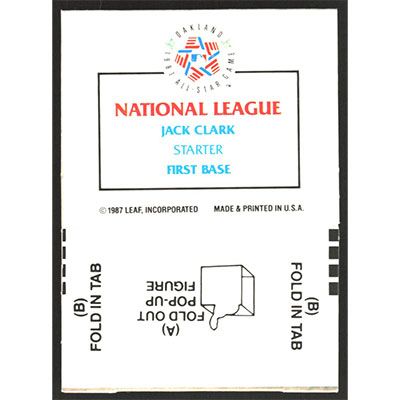 1987 OAKLAND
ALL-STAR GAME
NATIONAL LEAGUE
JACK CLARK
STARTER
FIRST BASE
© 1987 LEAF, INCORPORATED MADE & PRINTED IN U.S.A.
(B)
FOLD IN TAB
(A)
FOLD OUT
POP-UP
FIGURE
(B)
FOLD IN TAB